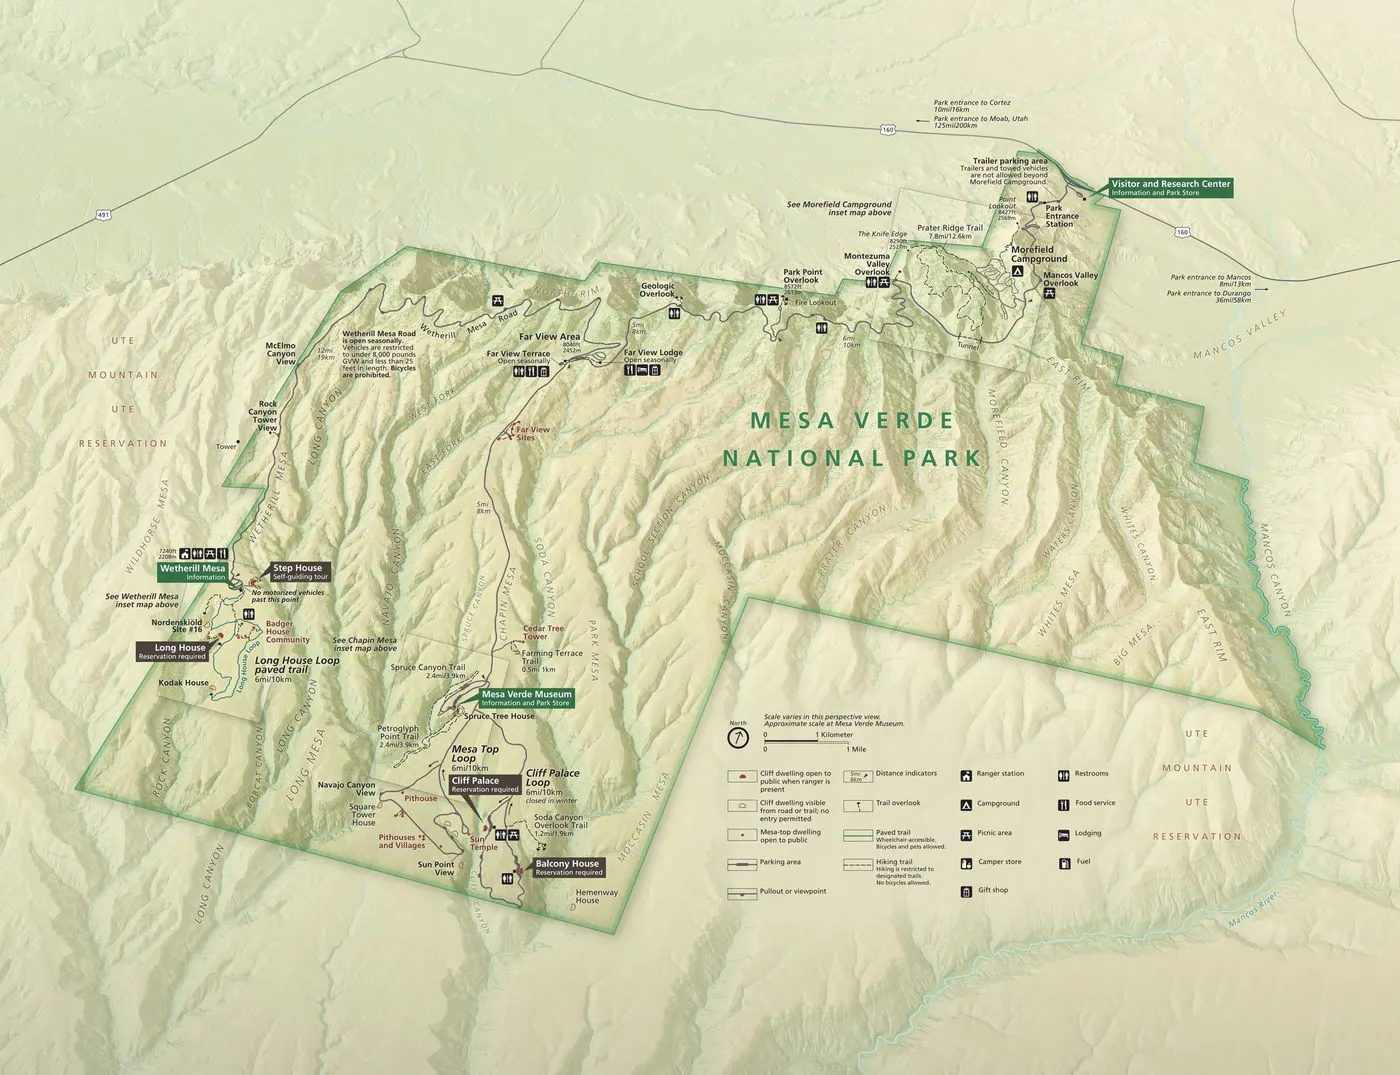 Park entrance to Cortez
10mi/16km
Park entrance to Moab, Utah
125mi/200km
160
491
Trailer parking area
Trailers and towed vehicles
are not allowed beyond
Morefield Campground.
Visitor and Research Center
Information and Park Store
See Morefield Campground
inset map above
Point
Lookout
8427ft
2569m
Park
Entrance
Station
160
Prater Ridge Trail
7.8mi/12.6km
The Knife Edge
8290ft
2527m
Morefield
Campground
Montezuma
Valley
Overlook
Mancos Valley
Overlook
Park entrance to Mancos
8mi/13km
Park entrance to Durango
36mi/58km
MANCOS VALLEY
Park Point
Overlook
8572ft
2613m
Fire Lookout
Geologic
Overlook
NORTH RIM
Wetherill Mesa Road
5mi
8km
6mi
10km
Tunnel
EAST RIM
Wetherill Mesa Road
is open seasonally.
Vehicles are restricted
to under 8,000 pounds
GVW and less than 25
feet in length. Bicycles
are prohibited.
Far View Area
8040ft
2452m
Far View Terrace
Open seasonally
Far View Lodge
Open seasonally
McElmo
Canyon
View
12mi
19km
UTE
MOUNTAIN
UTE
RESERVATION
Rock
Canyon
Tower
View
Tower
LONG CANYON
WEST FORK
EAST FORK
Far View
Sites
MESA VERDE
NATIONAL PARK
MOREFIELD CANYON
WETHERILL MESA
WILDHORSE MESA
5mi
8km
SCHOOL SECTION CANYON
PRATER CANYON
WATERS CANYON
WHITES CANYON
MANCOS CANYON
NAVAJO CANYON
SODA CANYON
MOCCASIN CANYON
7240ft
2208m
Wetherill Mesa
Information
Step House
Self-guiding tour
No motorized vehicles
past this point
See Wetherill Mesa
inset map above
Nordenskiöld
Site #16
Badger
House
Community
Long House
Reservation required
Long House Loop
Long House Loop
paved trail
6mi/10km
Kodak House
SPRUCE CANYON
CHAPIN MESA
PARK MESA
WHITES MESA
BIG MESA
EAST RIM
See Chapin Mesa
inset map above
Cedar Tree
Tower
Farming Terrace
Trail
0.5mi 1km
Spruce Canyon Trail
2.4mi/3.9km
Mesa Verde Museum
Information and Park Store
Spruce Tree House
Petroglyph
Point Trail
2.4mi/3.9km
ROCK CANYON
BOBCAT CANYON
LONG CANYON
LONG MESA
Mesa Top
Loop
6mi/10km
Cliff Palace
Loop
6mi/10km
closed in winter
Cliff Palace
Reservation required
Navajo Canyon
View
Pithouse
Square
Tower
House
Pithouses
and Villages
Soda Canyon
Overlook Trail
1.2mi/1.9km
Sun
Temple
Sun Point
View
Balcony House
Reservation required
Hemenway
House
CLIFF CANYON
MOCCASIN MESA
LONG CANYON
North
Scale varies in this perspective view.
Approximate scale at Mesa Verde Museum.
0
1 Kilometer
0
1 Mile
Cliff dwelling open to
public when ranger is
present
Cliff dwelling visible
from road or trail; no
entry permitted
Mesa-top dwelling
open to public
Parking area
Pullout or viewpoint
5mi
8km
Distance indicators
Trail overlook
Paved trail
Wheelchair-accessible.
Bicycles and pets allowed.
Hiking trail
Hiking is restricted to
designated trails.
No bicycles allowed.
Ranger station
Campground
Picnic area
Camper store
Gift shop
Restrooms
Food service
Lodging
Fuel
UTE
MOUNTAIN
UTE
RESERVATION
Mancos River